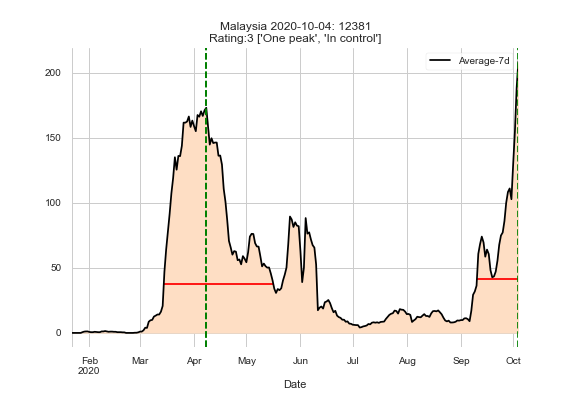 Malaysia 2020-10-04: 12381
Rating:3 ['One peak', 'In control']
Average-7d
200
150
100
50
0
Feb Mar Apr May Jun Jul Aug Sep Oct
2020
Date